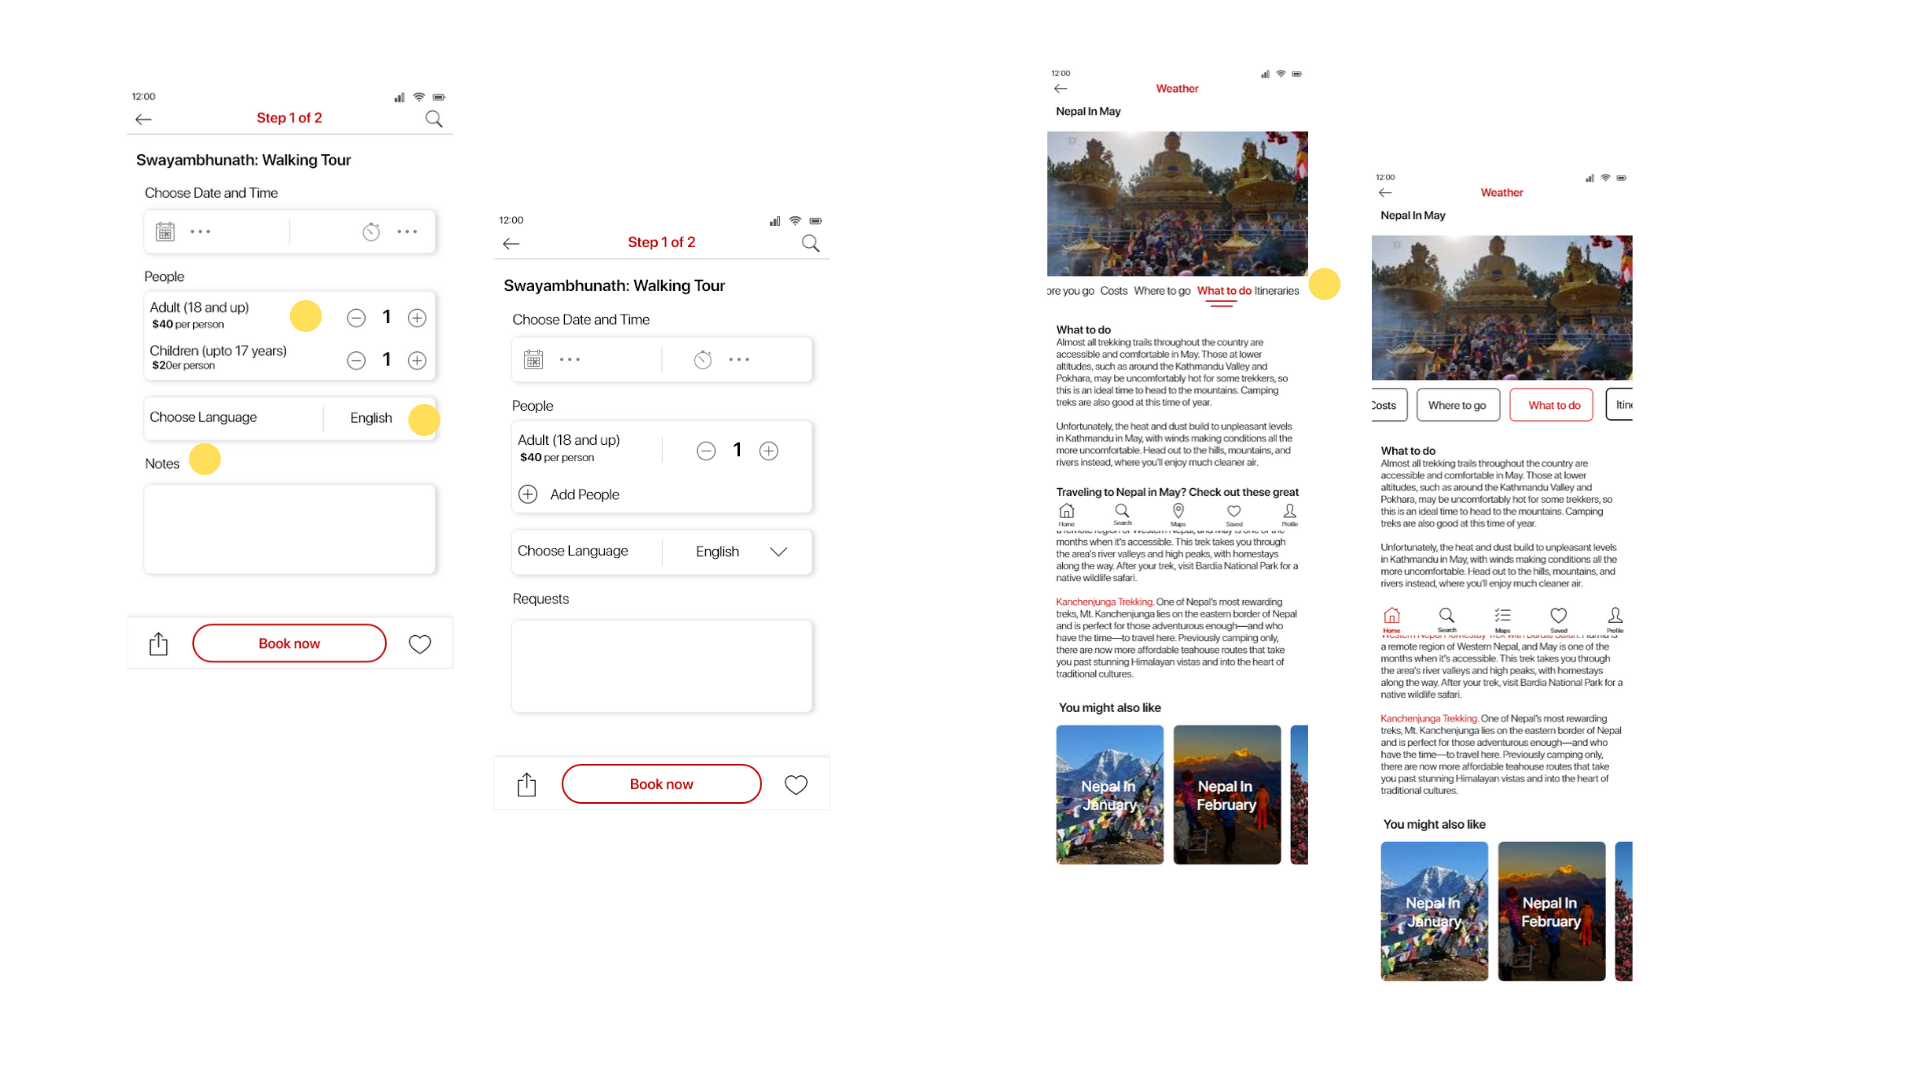 12:00
Step 1 of 2
Swayambhunath: Walking Tour
Choose Date and Time
People
Adult (18 and up)
$40 per person
1
Children (upto 17 years)
$20er person
1
Choose Language
English
Notes
Book now
12:00
Step 1 of 2
Swayambhunath: Walking Tour
Choose Date and Time
People
Adult (18 and up)
$40 per person
1
Add People
Choose Language
English
Requests
Book now
12:00
Weather
Nepal In May
ore you go Costs Where to go What to do Itineraries
What to do
Almost all trekking trails throughout the country are
accessible and comfortable in May. Those at lower
altitudes, such as around the Kathmandu Valley and
Pokhara, may be uncomfortably hot for some trekkers, so
this is an ideal time to head to the mountains. Camping
treks are also good at this time of year.
Unfortunately, the heat and dust build to unpleasant levels
in Kathmandu in May, with winds making conditions all the
more uncomfortable. Head out to the hills, mountains, and
rivers instead, where you'll enjoy much cleaner air.
Traveling to Nepal in May? Check out these great
Home Search Maps Saved Profile
a remote region of Western Nepal, and May is one of the
months when it's accessible. This trek takes you through
the area's river valleys and high peaks, with homestays
along the way. After your trek, visit Bardia National Park for a
native wildlife safari.
Kanchenjunga Trekking. One of Nepal's most rewarding
treks, Mt. Kanchenjunga lies on the eastern border of Nepal
and is perfect for those adventurous enough—and who
have the time—to travel here. Previously camping only,
there are now more affordable teahouse routes that take
you past stunning Himalayan vistas and into the heart of
traditional cultures.
You might also like
Nepal In
January
Nepal In
February
12:00
Weather
Nepal In May
Costs Where to go What to do Itine
What to do
Almost all trekking trails throughout the country are
accessible and comfortable in May. Those at lower
altitudes, such as around the Kathmandu Valley and
Pokhara, may be uncomfortably hot for some trekkers, so
this is an ideal time to head to the mountains. Camping
treks are also good at this time of year.
Unfortunately, the heat and dust build to unpleasant levels
in Kathmandu in May, with winds making conditions all the
more uncomfortable. Head out to the hills, mountains, and
rivers instead, where you'll enjoy much cleaner air.
Home Search Maps Saved Profile
Western Nepal Homestay Trek with Bardia Safari. Humla is
a remote region of Western Nepal, and May is one of the
months when it's accessible. This trek takes you through
the area's river valleys and high peaks, with homestays
along the way. After your trek, visit Bardia National Park for a
native wildlife safari.
Kanchenjunga Trekking. One of Nepal's most rewarding
treks, Mt. Kanchenjunga lies on the eastern border of Nepal
and is perfect for those adventurous enough—and who
have the time—to travel here. Previously camping only,
there are now more affordable teahouse routes that take
you past stunning Himalayan vistas and into the heart of
traditional cultures.
You might also like
Nepal In
January
Nepal In
February